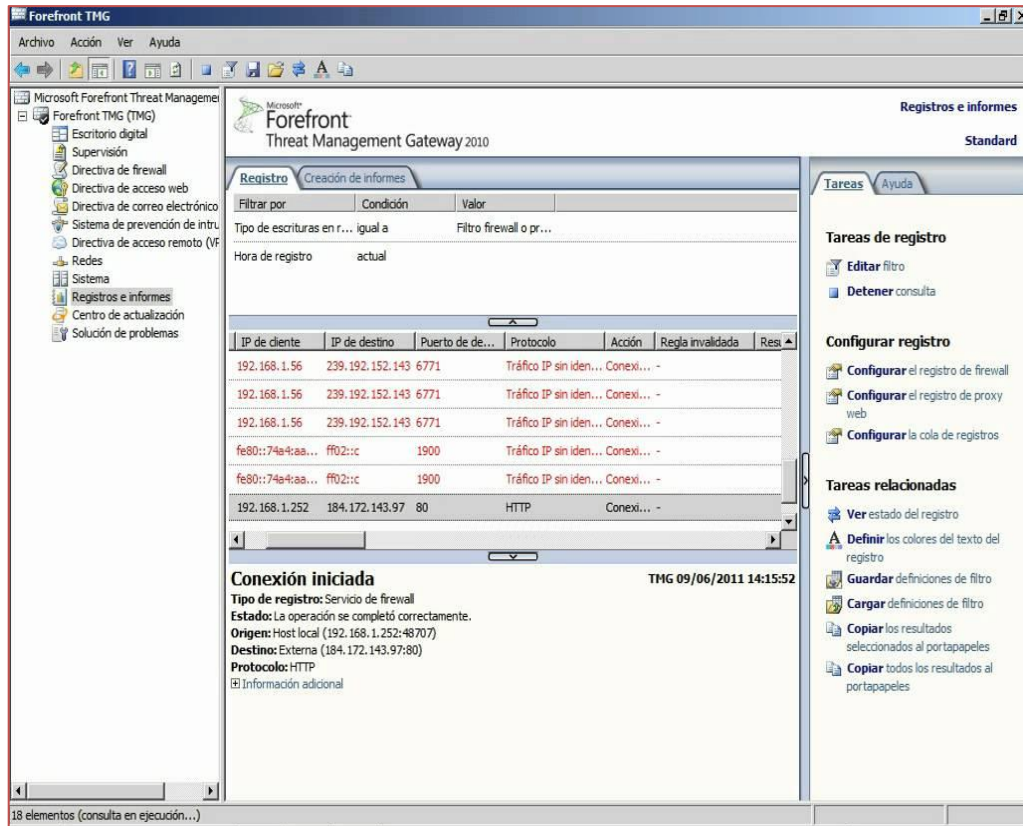 Forefront TMG
Archivo Acción Ver Ayuda
Microsoft Forefront Threat Managemer
Forefront TMG (TMG)
Escritorio digital
Supervisión
Directiva de firewall
Directiva de acceso web
Directiva de correo electrónico
Sistema de prevención de intru
Directiva de acceso remoto (VF
Redes
Sistema
Registros e informes
Centro de actualización
Solución de problemas
Microsoft
Forefront
Threat Management Gateway 2010
Registros e informes
Standard
Registro Creación de informes
Filtrar por Condición Valor
Tipo de escrituras en r... igual a Filtro firewall o pr...
Hora de registro actual
IP de cliente IP de destino Puerto de de... Protocolo Acción Regla invalidada Resu
192.168.1.56 239.192.152.143 6771 Tráfico IP sin iden... Conexi... -
192.168.1.56 239.192.152.143 6771 Tráfico IP sin iden... Conexi... -
192.168.1.56 239.192.152.143 6771 Tráfico IP sin iden... Conexi... -
fe80::74a4:aa... ff02::c 1900 Tráfico IP sin iden... Conexi... -
fe80::74a4:aa... ff02::c 1900 Tráfico IP sin iden... Conexi... -
192.168.1.252 184.172.143.97 80 HTTP Conexi... -
Conexión iniciada TMG 09/06/2011 14:15:52
Tipo de registro: Servicio de firewall
Estado: La operación se completó correctamente.
Origen: Host local (192.168.1.252:48707)
Destino: Externa (184.172.143.97:80)
Protocolo: HTTP
Información adicional
Tareas Ayuda
Tareas de registro
Editar filtro
Detener consulta
Configurar registro
Configurar el registro de firewall
Configurar el registro de proxy
web
Configurar la cola de registros
Tareas relacionadas
Ver estado del registro
Definir los colores del texto del
registro
Guardar definiciones de filtro
Cargar definiciones de filtro
Copiar los resultados
seleccionados al portapapeles
Copiar todos los resultados al
portapapeles
18 elementos (consulta en ejecución...)